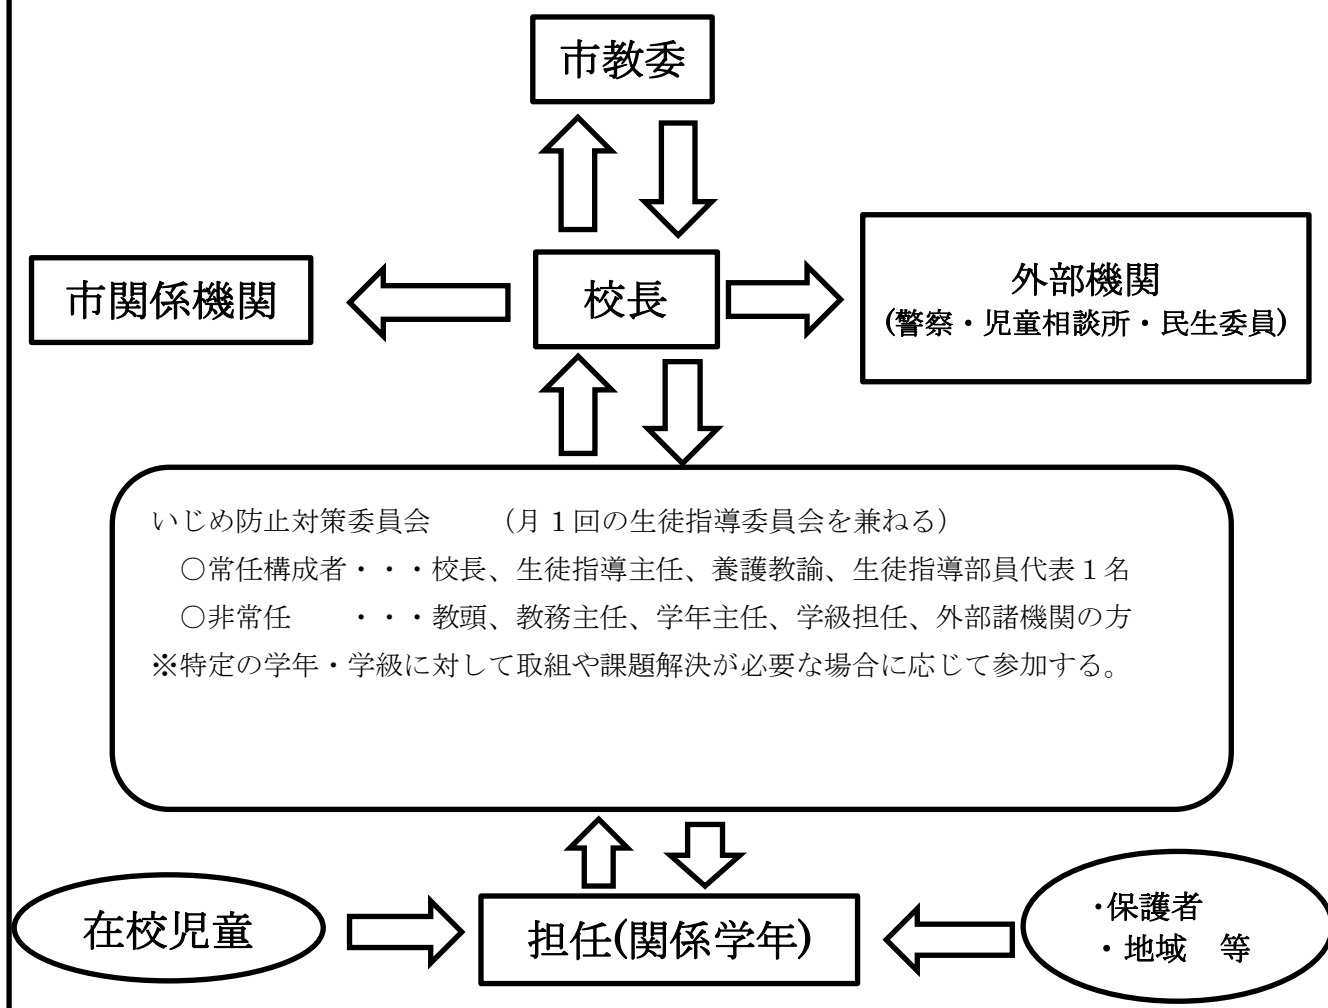 市教委
市関係機関
校長
外部機関
(警察・児童相談所・民生委員)
いじめ防止対策委員会　　（月１回の生徒指導委員会を兼ねる）
○常任構成者・・・校長、生徒指導主任、養護教諭、生徒指導部員代表１名
○非常任　　・・・教頭、教務主任、学年主任、学級担任、外部諸機関の方
※特定の学年・学級に対して取組や課題解決が必要な場合に応じて参加する。
在校児童
担任(関係学年)
・保護者
・地域　等